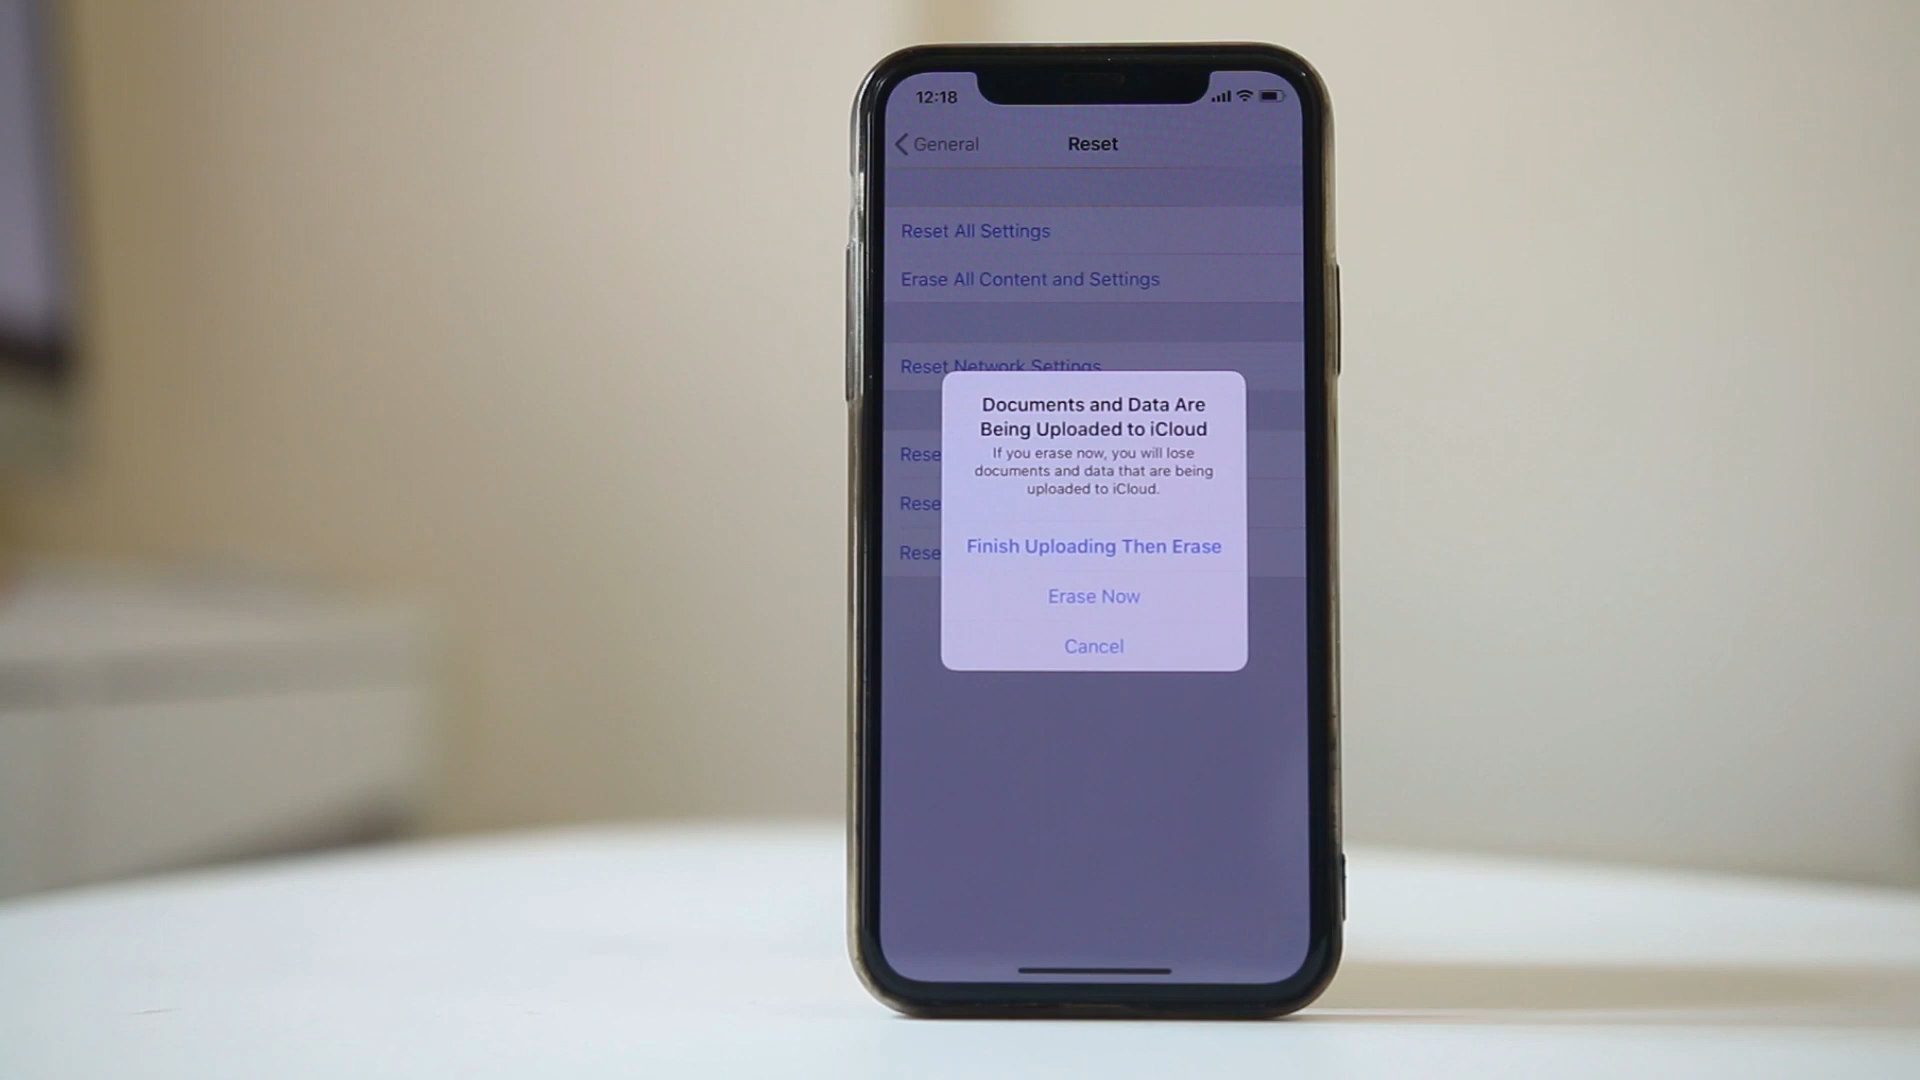 12:18
General
Reset
Reset All Settings
Erase All Content and Settings
Reset Network Settings
Documents and Data Are
Being Uploaded to iCloud
If you erase now, you will lose
documents and data that are being
uploaded to iCloud.
Rese
Rese
Finish Uploading Then Erase
Rese
Erase Now
Cancel